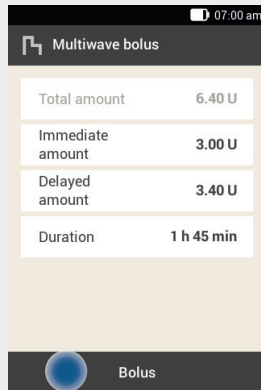 07:00 am
Multiwave bolus
Total amount 6.40 U
Immediate
amount 3.00 U
Delayed
amount 3.40 U
Duration 1 h 45 min
Bolus